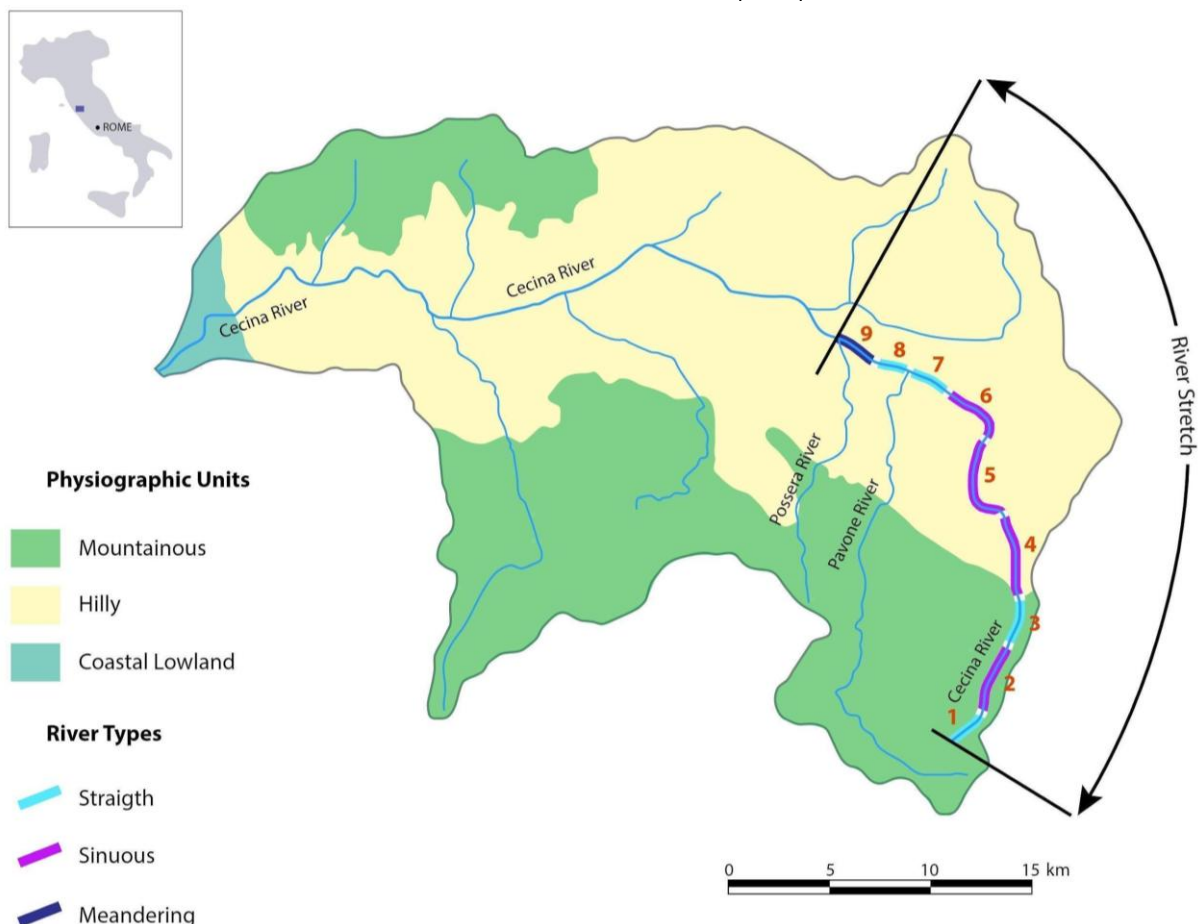 ROME
Cecina River
Cecina River
9
8
7
6
5
4
3
2
1
Possera River
Pavone River
Cecina River
River Stretch
Physiographic Units
Mountainous
Hilly
Coastal Lowland
River Types
Straigth
Sinuous
Meandering
0 5 10 15 km